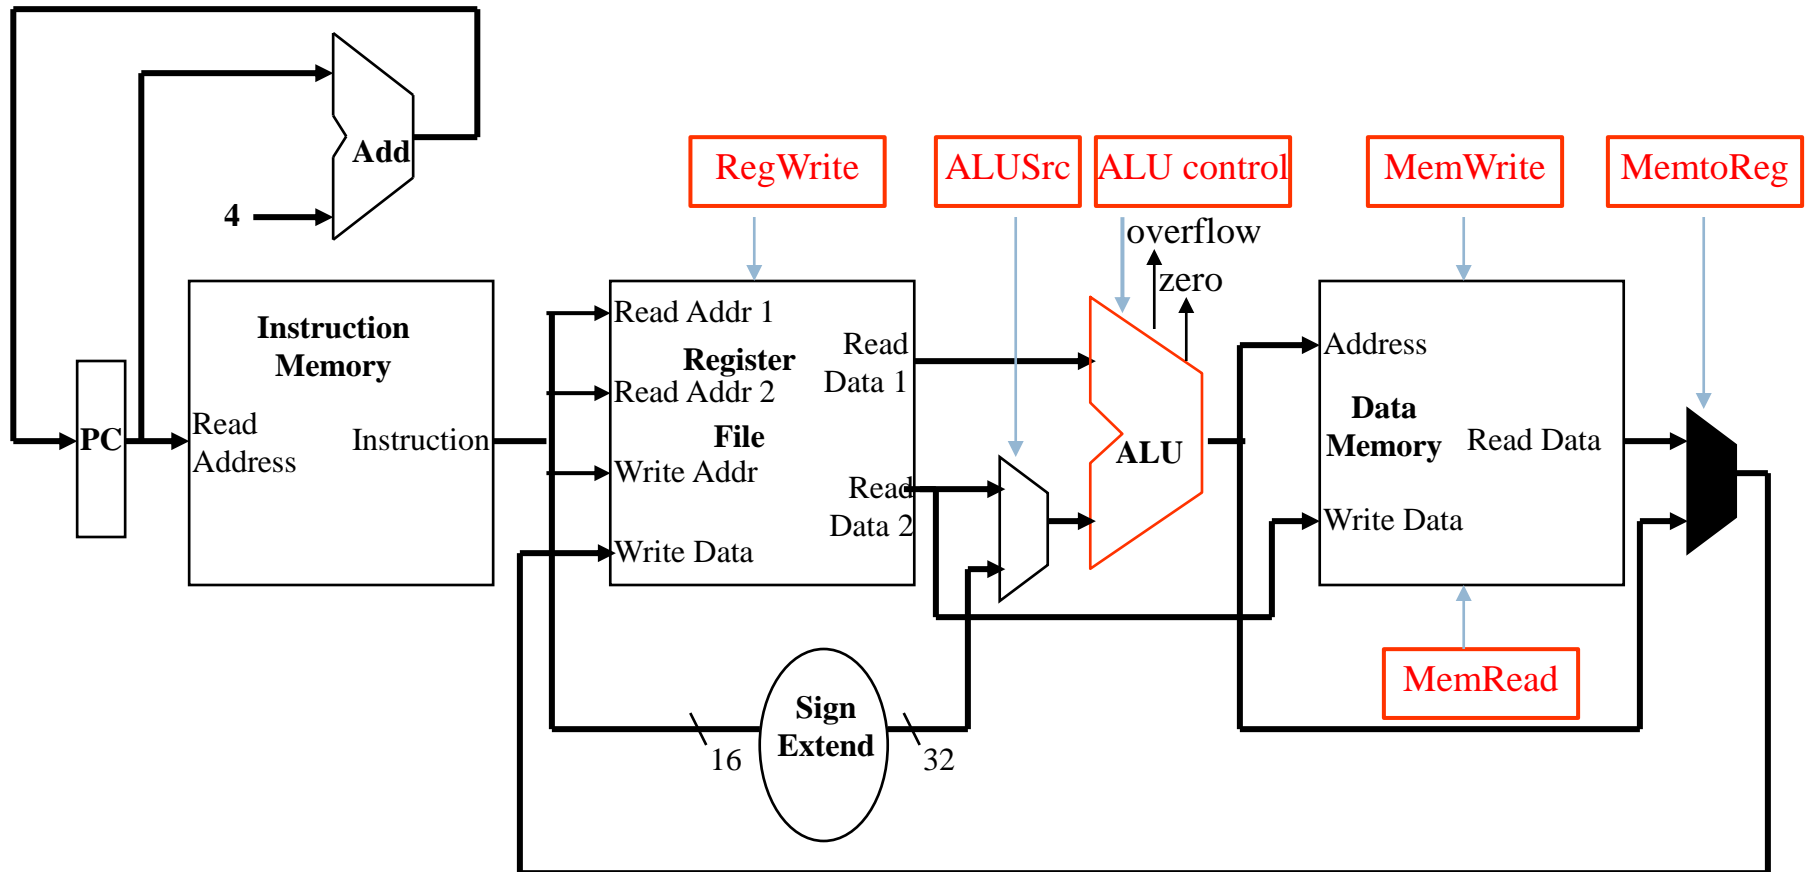 Add
4
RegWrite
ALUSrc
ALU control
MemWrite
MemtoReg
overflow
zero
PC
Instruction
Memory
Read
Address
Instruction
Read Addr 1
Register
Read Addr 2
File
Write Addr
Write Data
Read
Data 1
Read
Data 2
ALU
Address
Data
Memory
Read Data
Write Data
MemRead
Sign
Extend
16
32